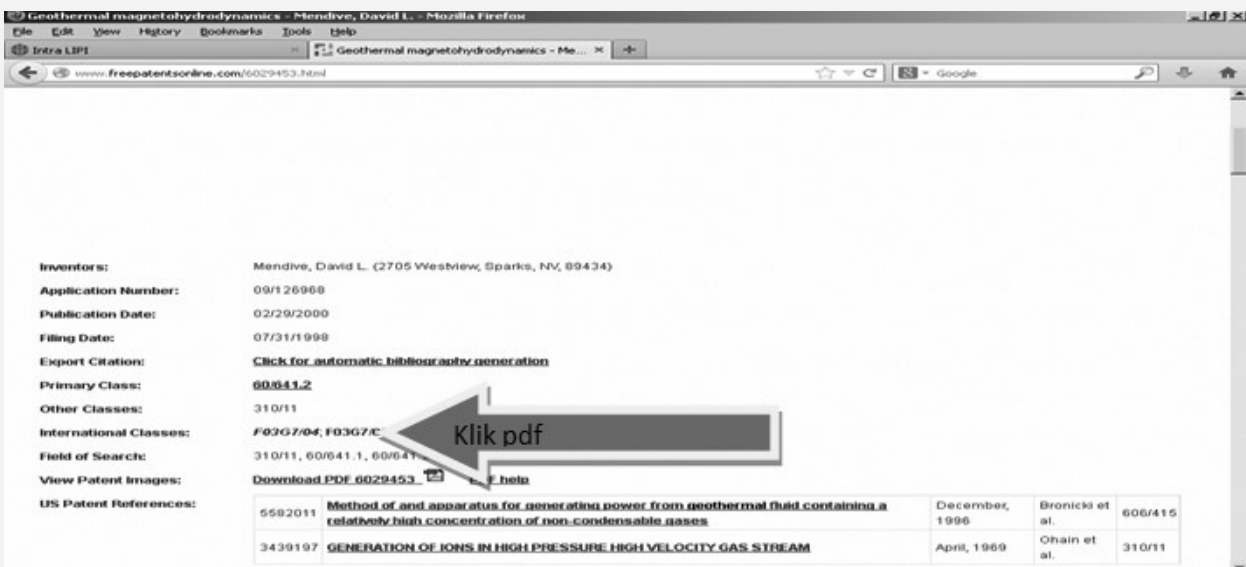 Geothermal magnetohydrodynamics - Mendive, David L. - Mozilla Firefox
File Edit View History Bookmarks Tools Help
Intra LIPI Geothermal magnetohydrodynamics - Me...
www.freepatentsonline.com/6029453.html Google
Inventors: Mendive, David L. (2705 Westview, Sparks, NV, 89434)
Application Number: 09/126968
Publication Date: 02/29/2000
Filing Date: 07/31/1998
Export Citation: Click for automatic bibliography generation
Primary Class: 60/641.2
Other Classes: 310/11
International Classes: F03G7/04; Klik pdf
Field of Search: 310/11, 60/641.1,
View Patent Images: Download PDF 6029453 help
US Patent References:
5582011 Method of and apparatus for generating power from geothermal fluid containing a relatively high concentration of non-condensable gases December, 1996 Bronicki et al. 606/415
3439197 GENERATION OF IONS IN HIGH PRESSURE HIGH VELOCITY GAS STREAM April, 1969 Ohain et al. 310/11